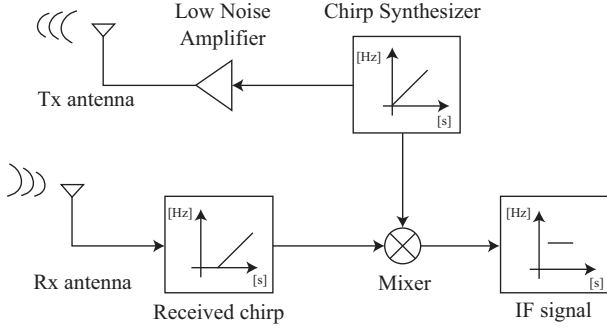 Low Noise
Amplifier
Chirp Synthesizer
[Hz]
[s]
Tx antenna
[Hz]
[s]
Rx antenna
Received chirp
Mixer
[Hz]
[s]
IF signal